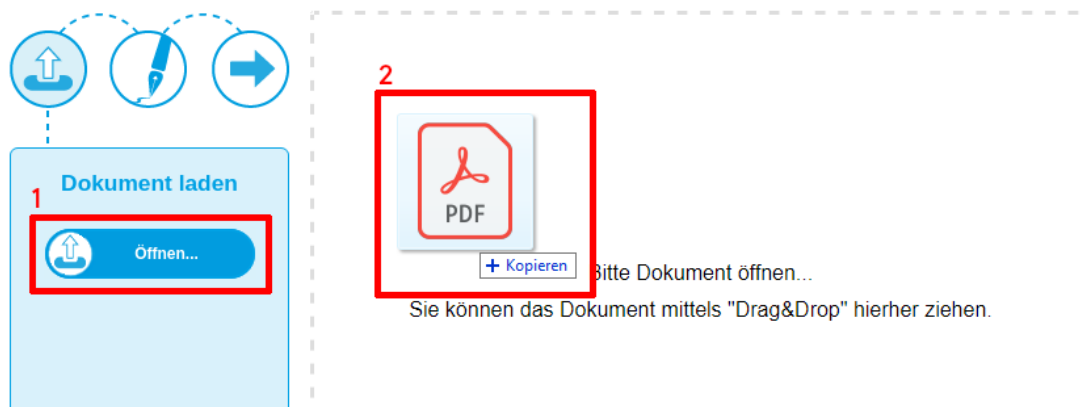 Dokument laden
1
Öffnen...
2
PDF
+ Kopieren
Bitte Dokument öffnen...
Sie können das Dokument mittels "Drag&Drop" hierher ziehen.